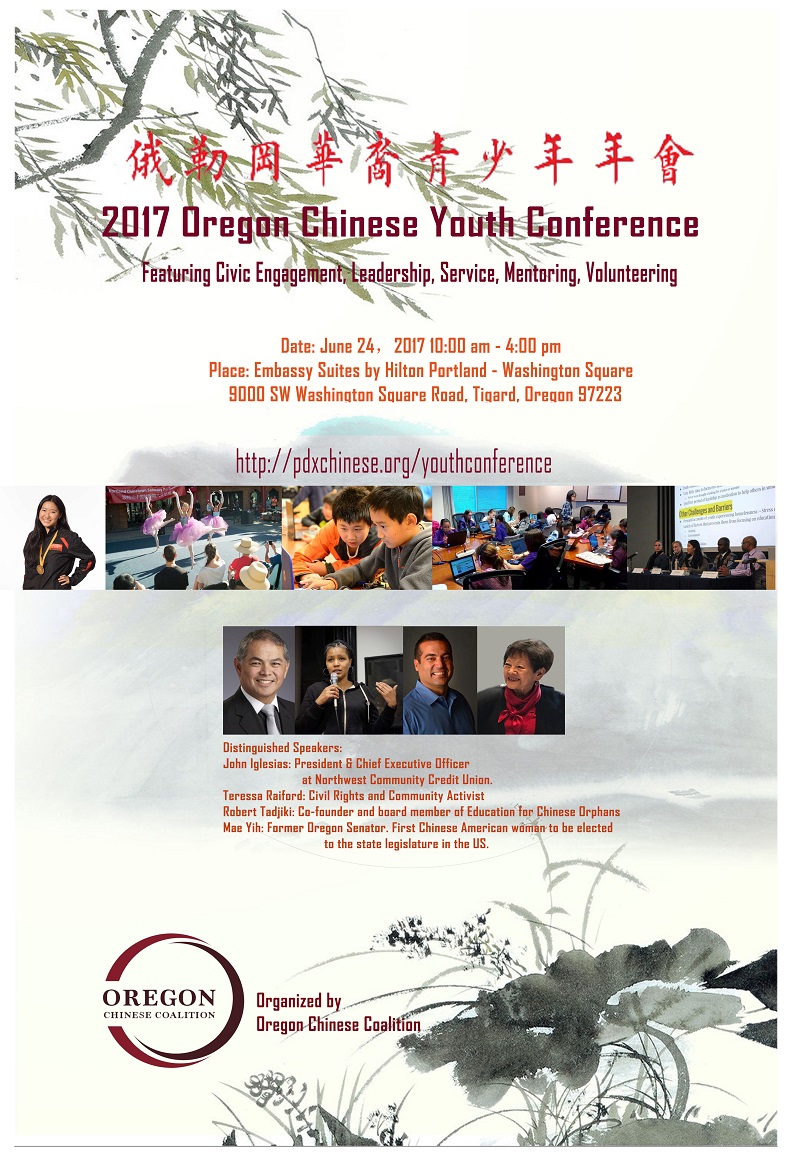 俄勒岡華裔青少年年會
2017 Oregon Chinese Youth Conference
Featuring Civic Engagement, Leadership, Service, Mentoring, Volunteering
Date: June 24，2017 10:00 am - 4:00 pm
Place: Embassy Suites by Hilton Portland - Washington Square
9000 SW Washington Square Road, Tigard, Oregon 97223
http://pdxchinese.org/youthconference
Other Challenges and Barriers
Distinguished Speakers:
John Iglesias: President & Chief Executive Officer
at Northwest Community Credit Union.
Teressa Raiford: Civil Rights and Community Activist
Robert Tadjiki: Co-founder and board member of Education for Chinese Orphans
Mae Yih: Former Oregon Senator. First Chinese American women to be elected
to the state legislature in the US.
OREGON
CHINESE COALITION
Organized by
Oregon Chinese Coalition